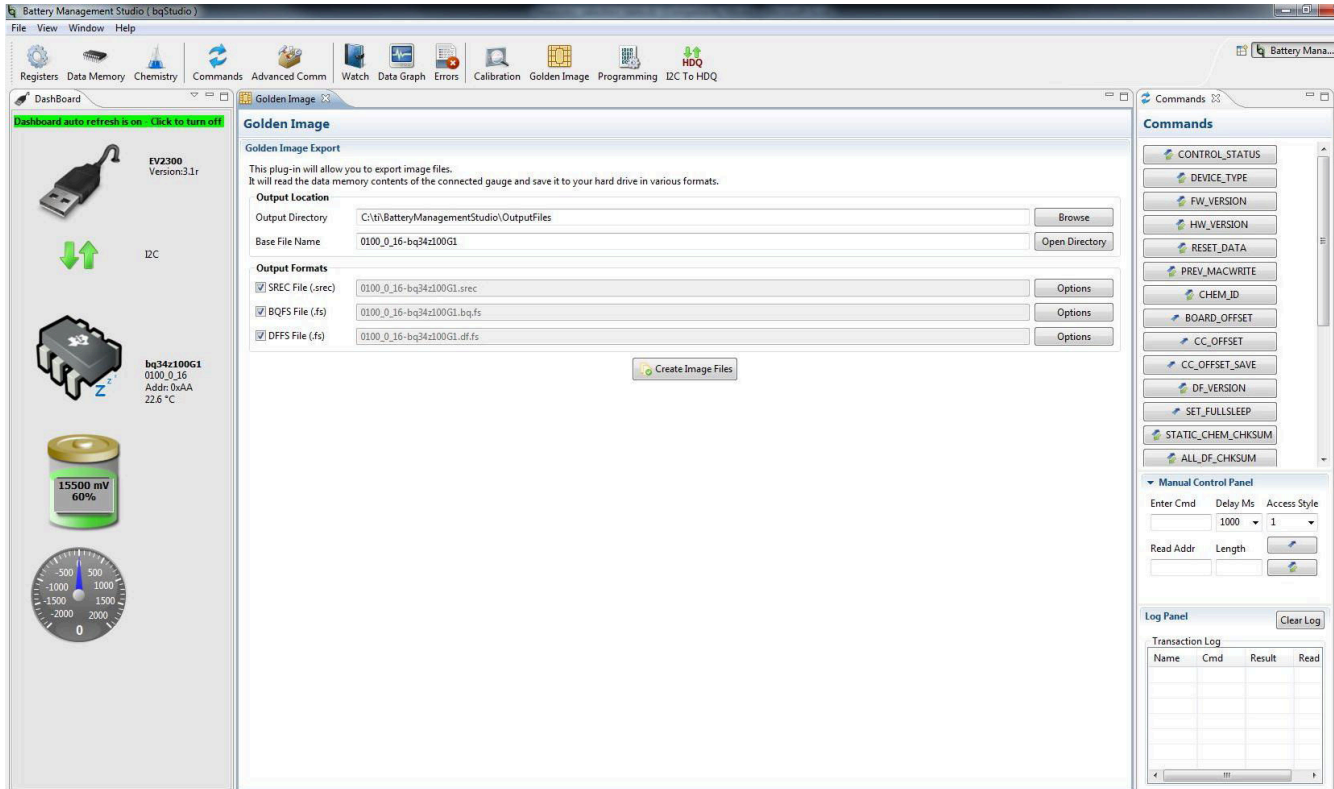 Battery Management Studio ( bqStudio )
File View Window Help
Registers Data Memory Chemistry Commands Advanced Comm Watch Data Graph Errors Calibration Golden Image Programming I2C To HDQ
HDQ
Battery Mana...
DashBoard
Dashboard auto refresh is on - Click to turn off
EV2300
Version:3.1r
I2C
z z
bq34z100G1
0100_0_16
Addr: 0xAA
22.6 °C
15500 mV
60%
-500 500
-1000 1000
-1500 1500
-2000 2000
0
Golden Image
Golden Image
Golden Image Export
This plug-in will allow you to export image files.
It will read the data memory contents of the connected gauge and save it to your hard drive in various formats.
Output Location
Output Directory C:\ti\BatteryManagementStudio\OutputFiles Browse
Base File Name 0100_0_16-bq34z100G1 Open Directory
Output Formats
SREC File (.srec) 0100_0_16-bq34z100G1.srec Options
BQFS File (.fs) 0100_0_16-bq34z100G1.bq.fs Options
DFFS File (.fs) 0100_0_16-bq34z100G1.df.fs Options
Create Image Files
Commands
Commands
CONTROL_STATUS
DEVICE_TYPE
FW_VERSION
HW_VERSION
RESET_DATA
PREV_MACWRITE
CHEM_ID
BOARD_OFFSET
CC_OFFSET
CC_OFFSET_SAVE
DF_VERSION
SET_FULLSLEEP
STATIC_CHEM_CHKSUM
ALL_DF_CHKSUM
Manual Control Panel
Enter Cmd Delay Ms Access Style
1000 1
Read Addr Length
Log Panel Clear Log
Transaction Log
Name Cmd Result Read